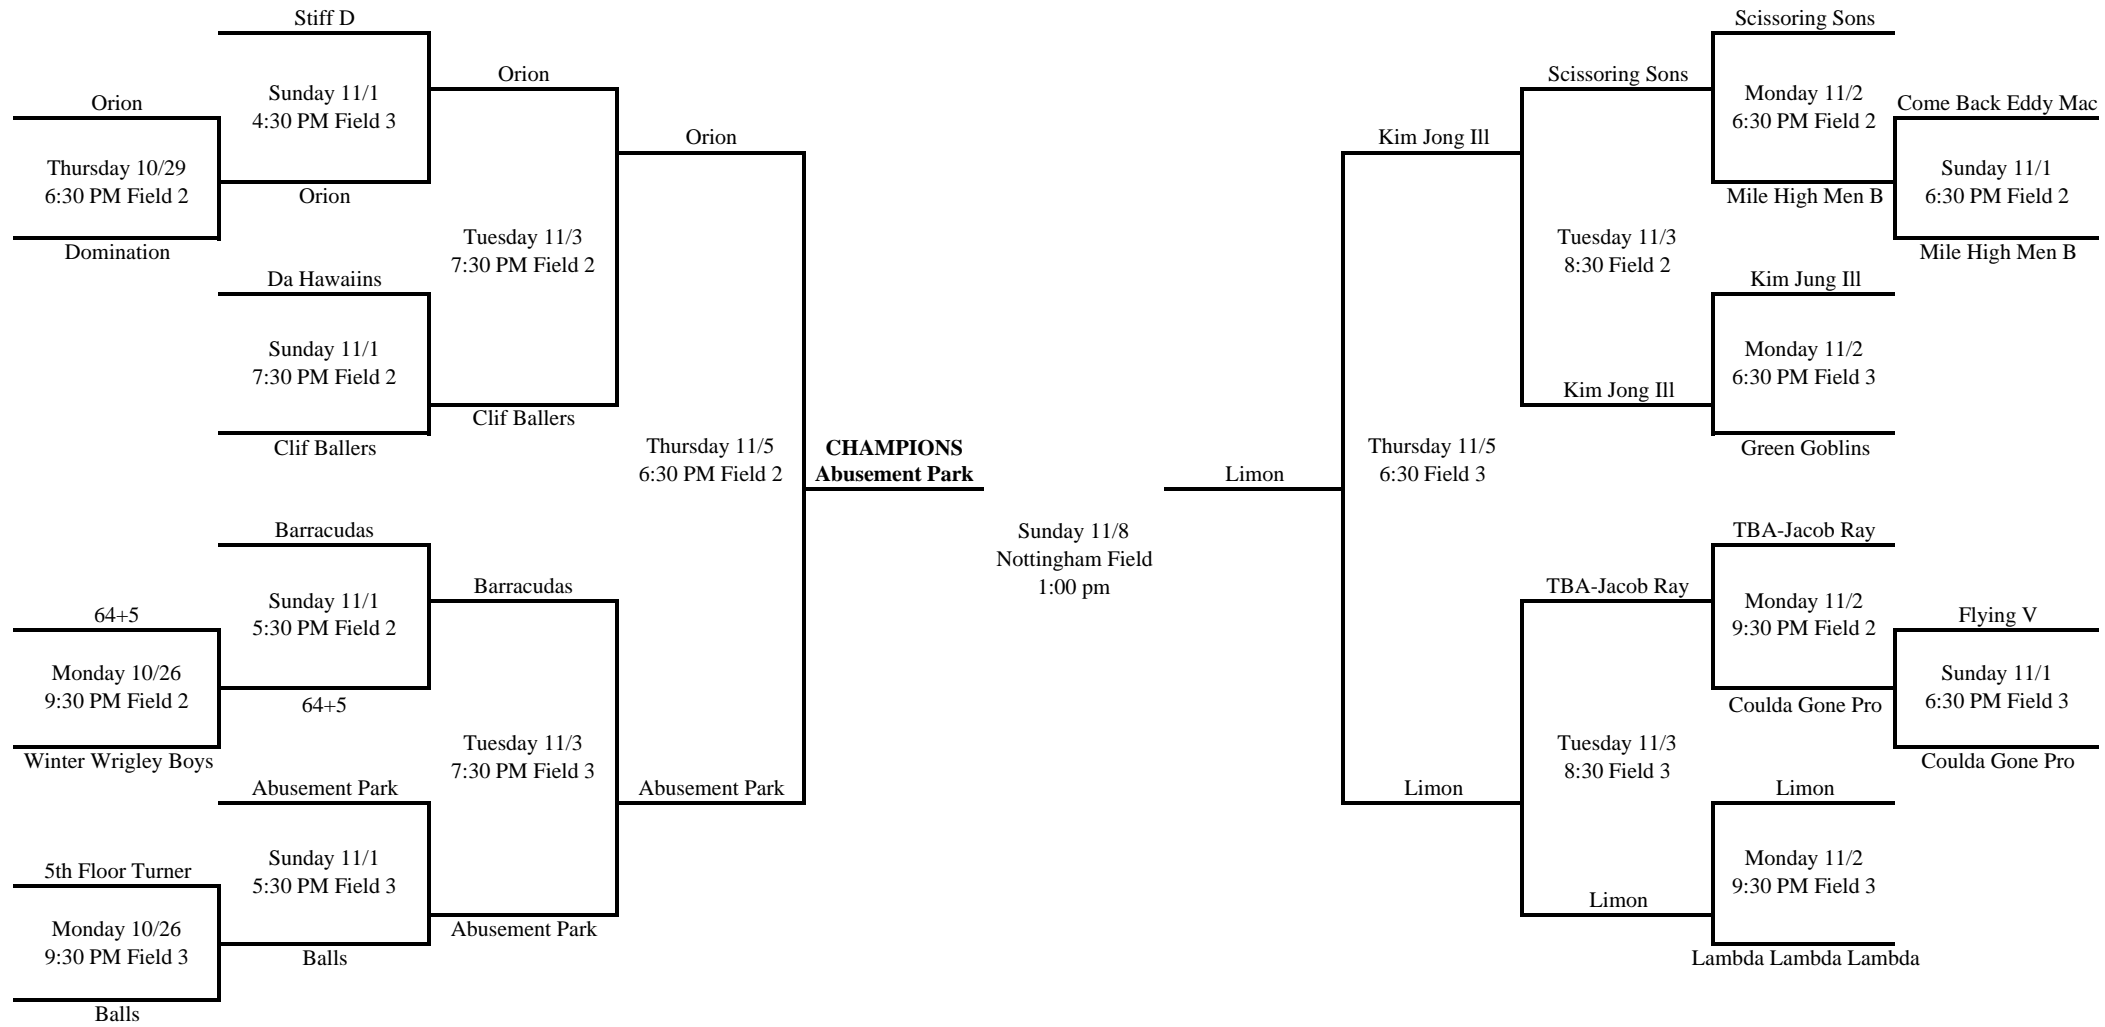 Stiff D
Sunday 11/1
4:30 PM Field 3
Orion
Orion
Thursday 10/29
6:30 PM Field 2
Domination
Orion
Da Hawaiins
Sunday 11/1
7:30 PM Field 2
Clif Ballers
Tuesday 11/3
7:30 PM Field 2
Clif Ballers
Orion
Thursday 11/5
6:30 PM Field 2
Barracudas
Sunday 11/1
5:30 PM Field 2
64+5
64+5
Monday 10/26
9:30 PM Field 2
Winter Wrigley Boys
Barracudas
Tuesday 11/3
7:30 PM Field 3
Abusement Park
Abusement Park
Sunday 11/1
5:30 PM Field 3
Balls
5th Floor Turner
Monday 10/26
9:30 PM Field 3
Balls
Abusement Park
CHAMPIONS
Abusement Park
Sunday 11/8
Nottingham Field
1:00 pm
Limon
Kim Jong Ill
Thursday 11/5
6:30 PM Field 3
Limon
Scissoring Sons
Tuesday 11/3
8:30 Field 2
Kim Jong Ill
Scissoring Sons
Monday 11/2
6:30 PM Field 2
Mile High Men B
Come Back Eddy Mac
Sunday 11/1
6:30 PM Field 2
Mile High Men B
Kim Jung Ill
Monday 11/2
6:30 PM Field 3
Green Goblins
TBA-Jacob Ray
Tuesday 11/3
8:30 Field 3
Limon
TBA-Jacob Ray
Monday 11/2
9:30 PM Field 2
Coulda Gone Pro
Flying V
Sunday 11/1
6:30 PM Field 3
Coulda Gone Pro
Limon
Monday 11/2
9:30 PM Field 3
Lambda Lambda Lambda